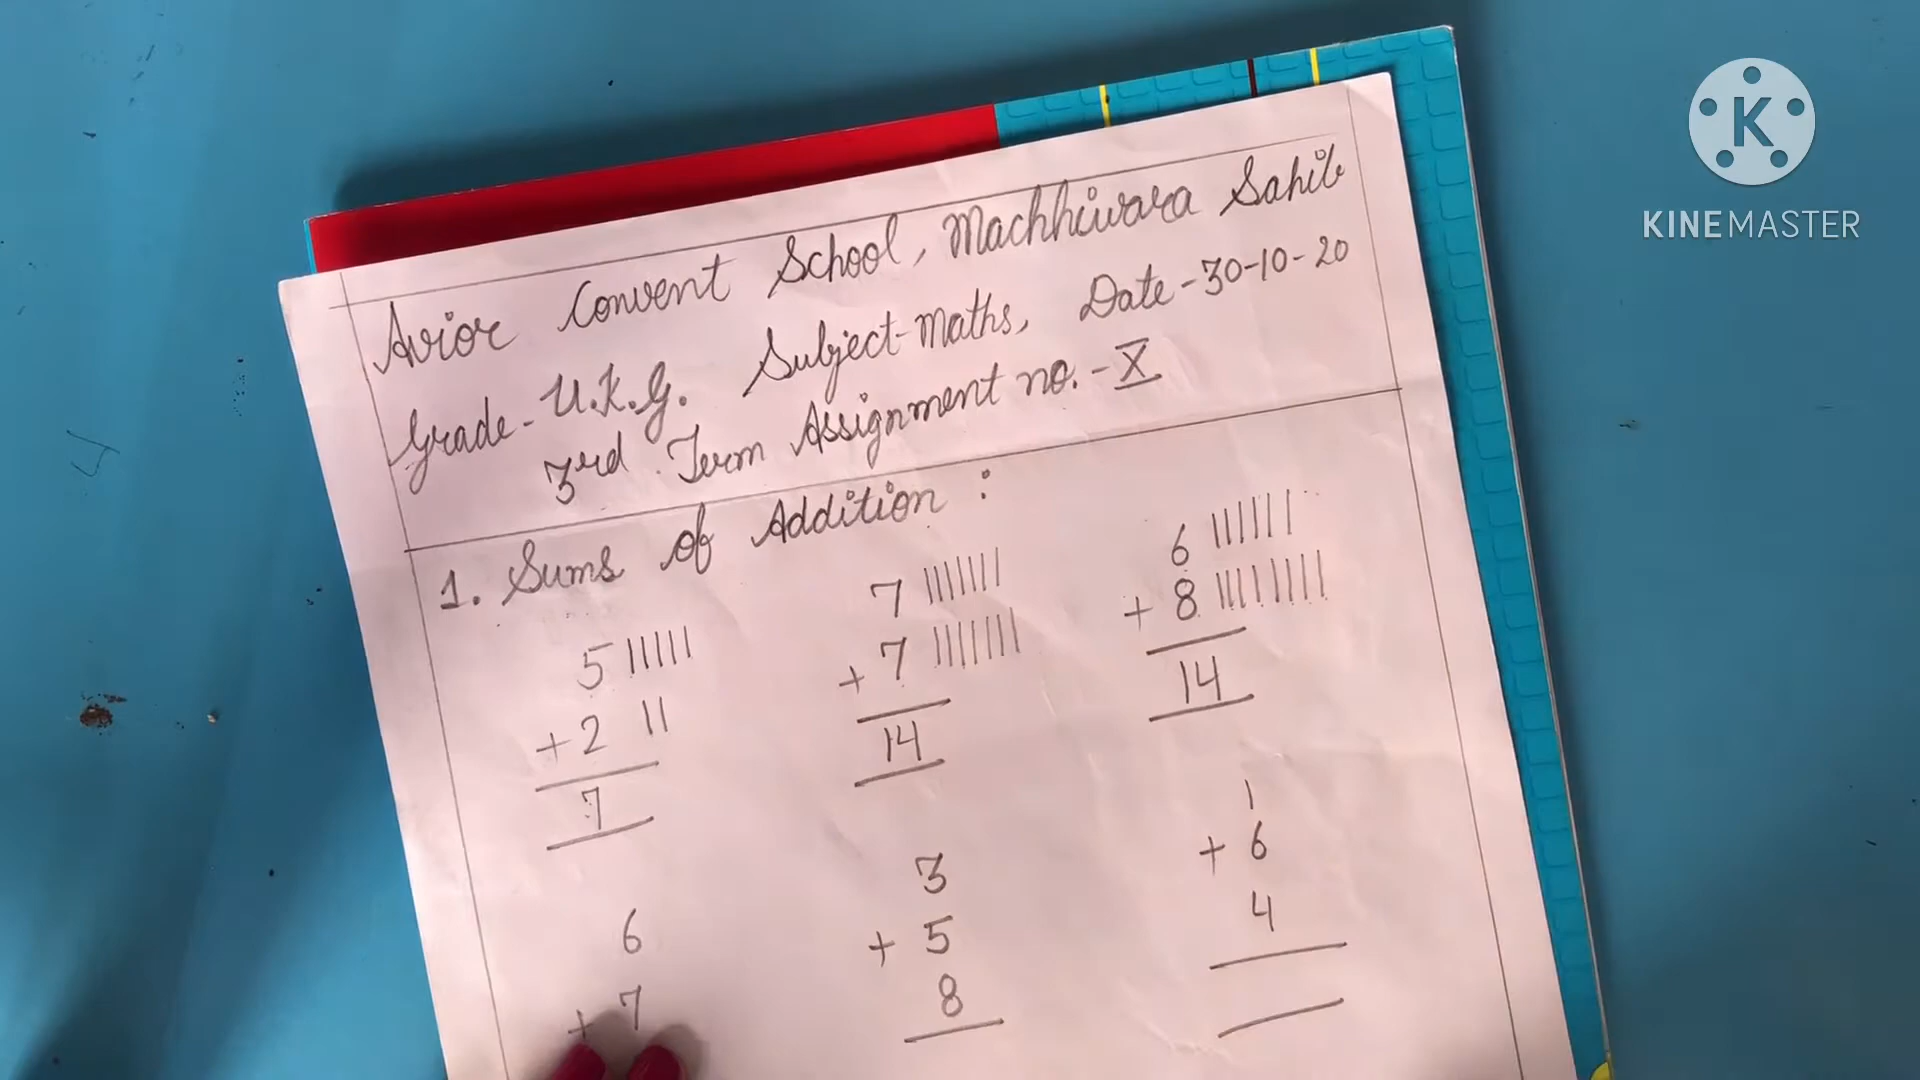 Avior Convent School, Machhiwara Sahib
Grade- U.K.G. Subject-Maths, Date-30-10-20
3rd Term Assignment no.-X
1. Sums of Addition :
5 ||||| 7 ||||||| 6 ||||||
+ 2 || + 7 ||||||| + 8 ||||||||
7 14 14
6 3 1
+ 7 + 5 + 6
8 4
K
KINEMASTER